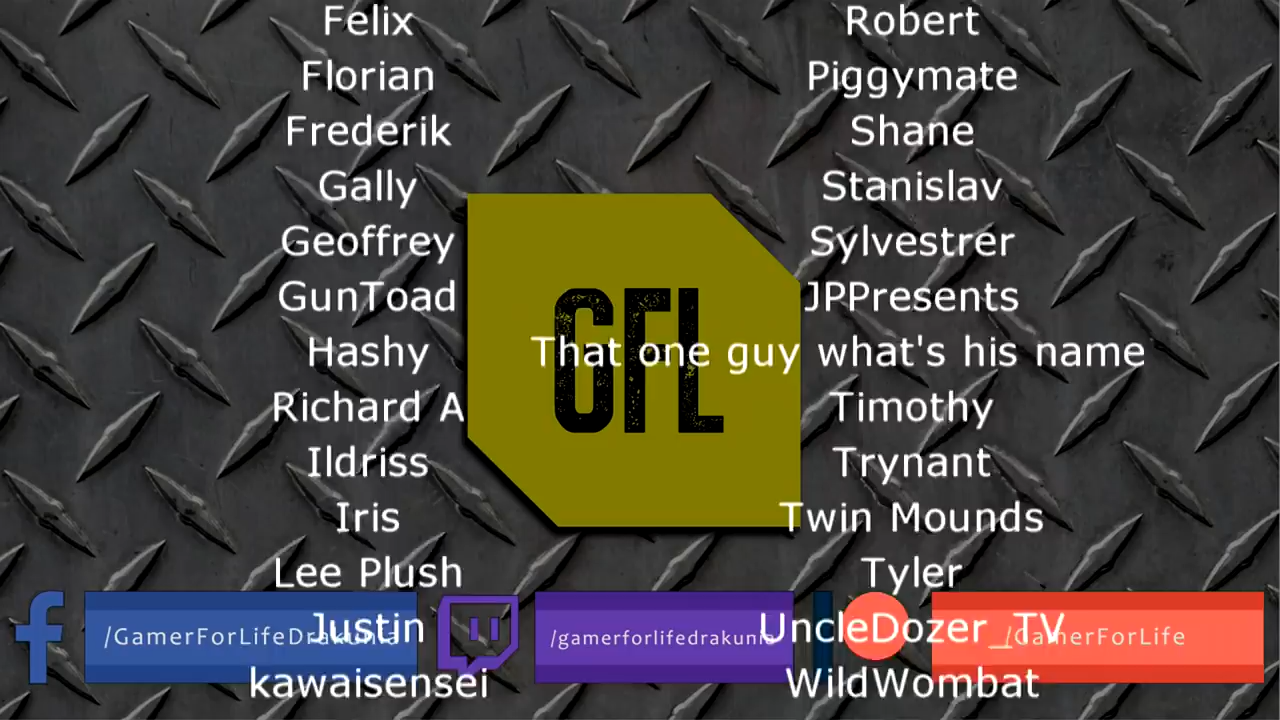 Felix
Florian
Frederik
Gally
Geoffrey
GunToad
Hashy
Richard A
Ildriss
Iris
Lee Plush
Justin
kawaisensei
Robert
Piggymate
Shane
Stanislav
Sylvestrer
JPPresents
That one guy what's his name
Timothy
Trynant
Twin Mounds
Tyler
UncleDozer_TV
WildWombat
GFL
/GamerForLifeDrakunia
/gamerforlifedrakunia
/GamerForLife